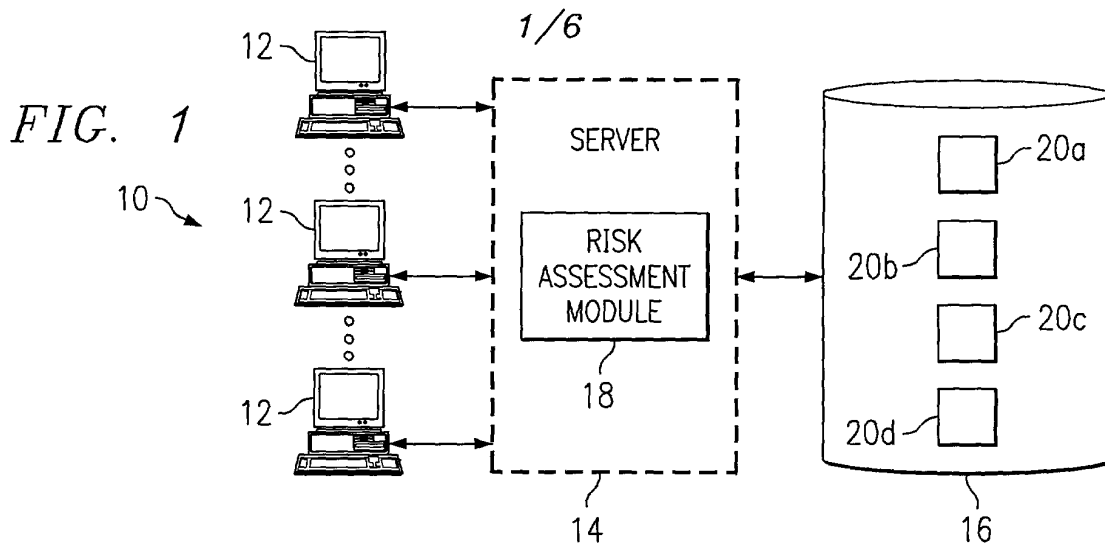 1/6
FIG. 1
10
12
12
12
SERVER
RISK
ASSESSMENT
MODULE
18
14
20a
20b
20c
20d
16